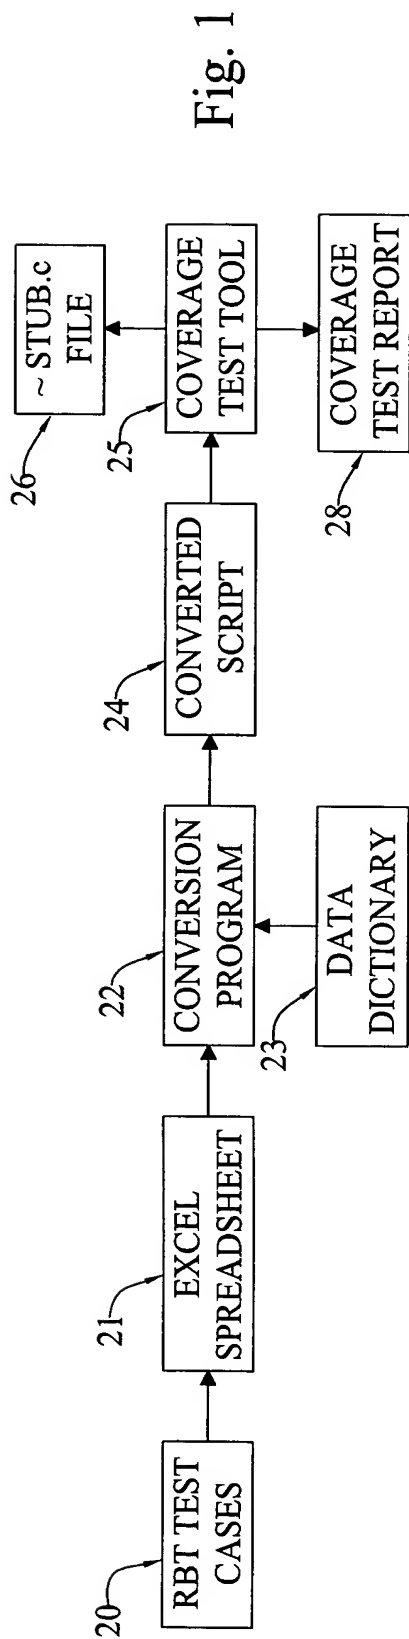 20
RBT TEST
CASES
21
EXCEL
SPREADSHEET
22
CONVERSION
PROGRAM
23
DATA
DICTIONARY
24
CONVERTED
SCRIPT
25
COVERAGE
TEST TOOL
26
~ STUB.c
FILE
28
COVERAGE
TEST REPORT
Fig. 1